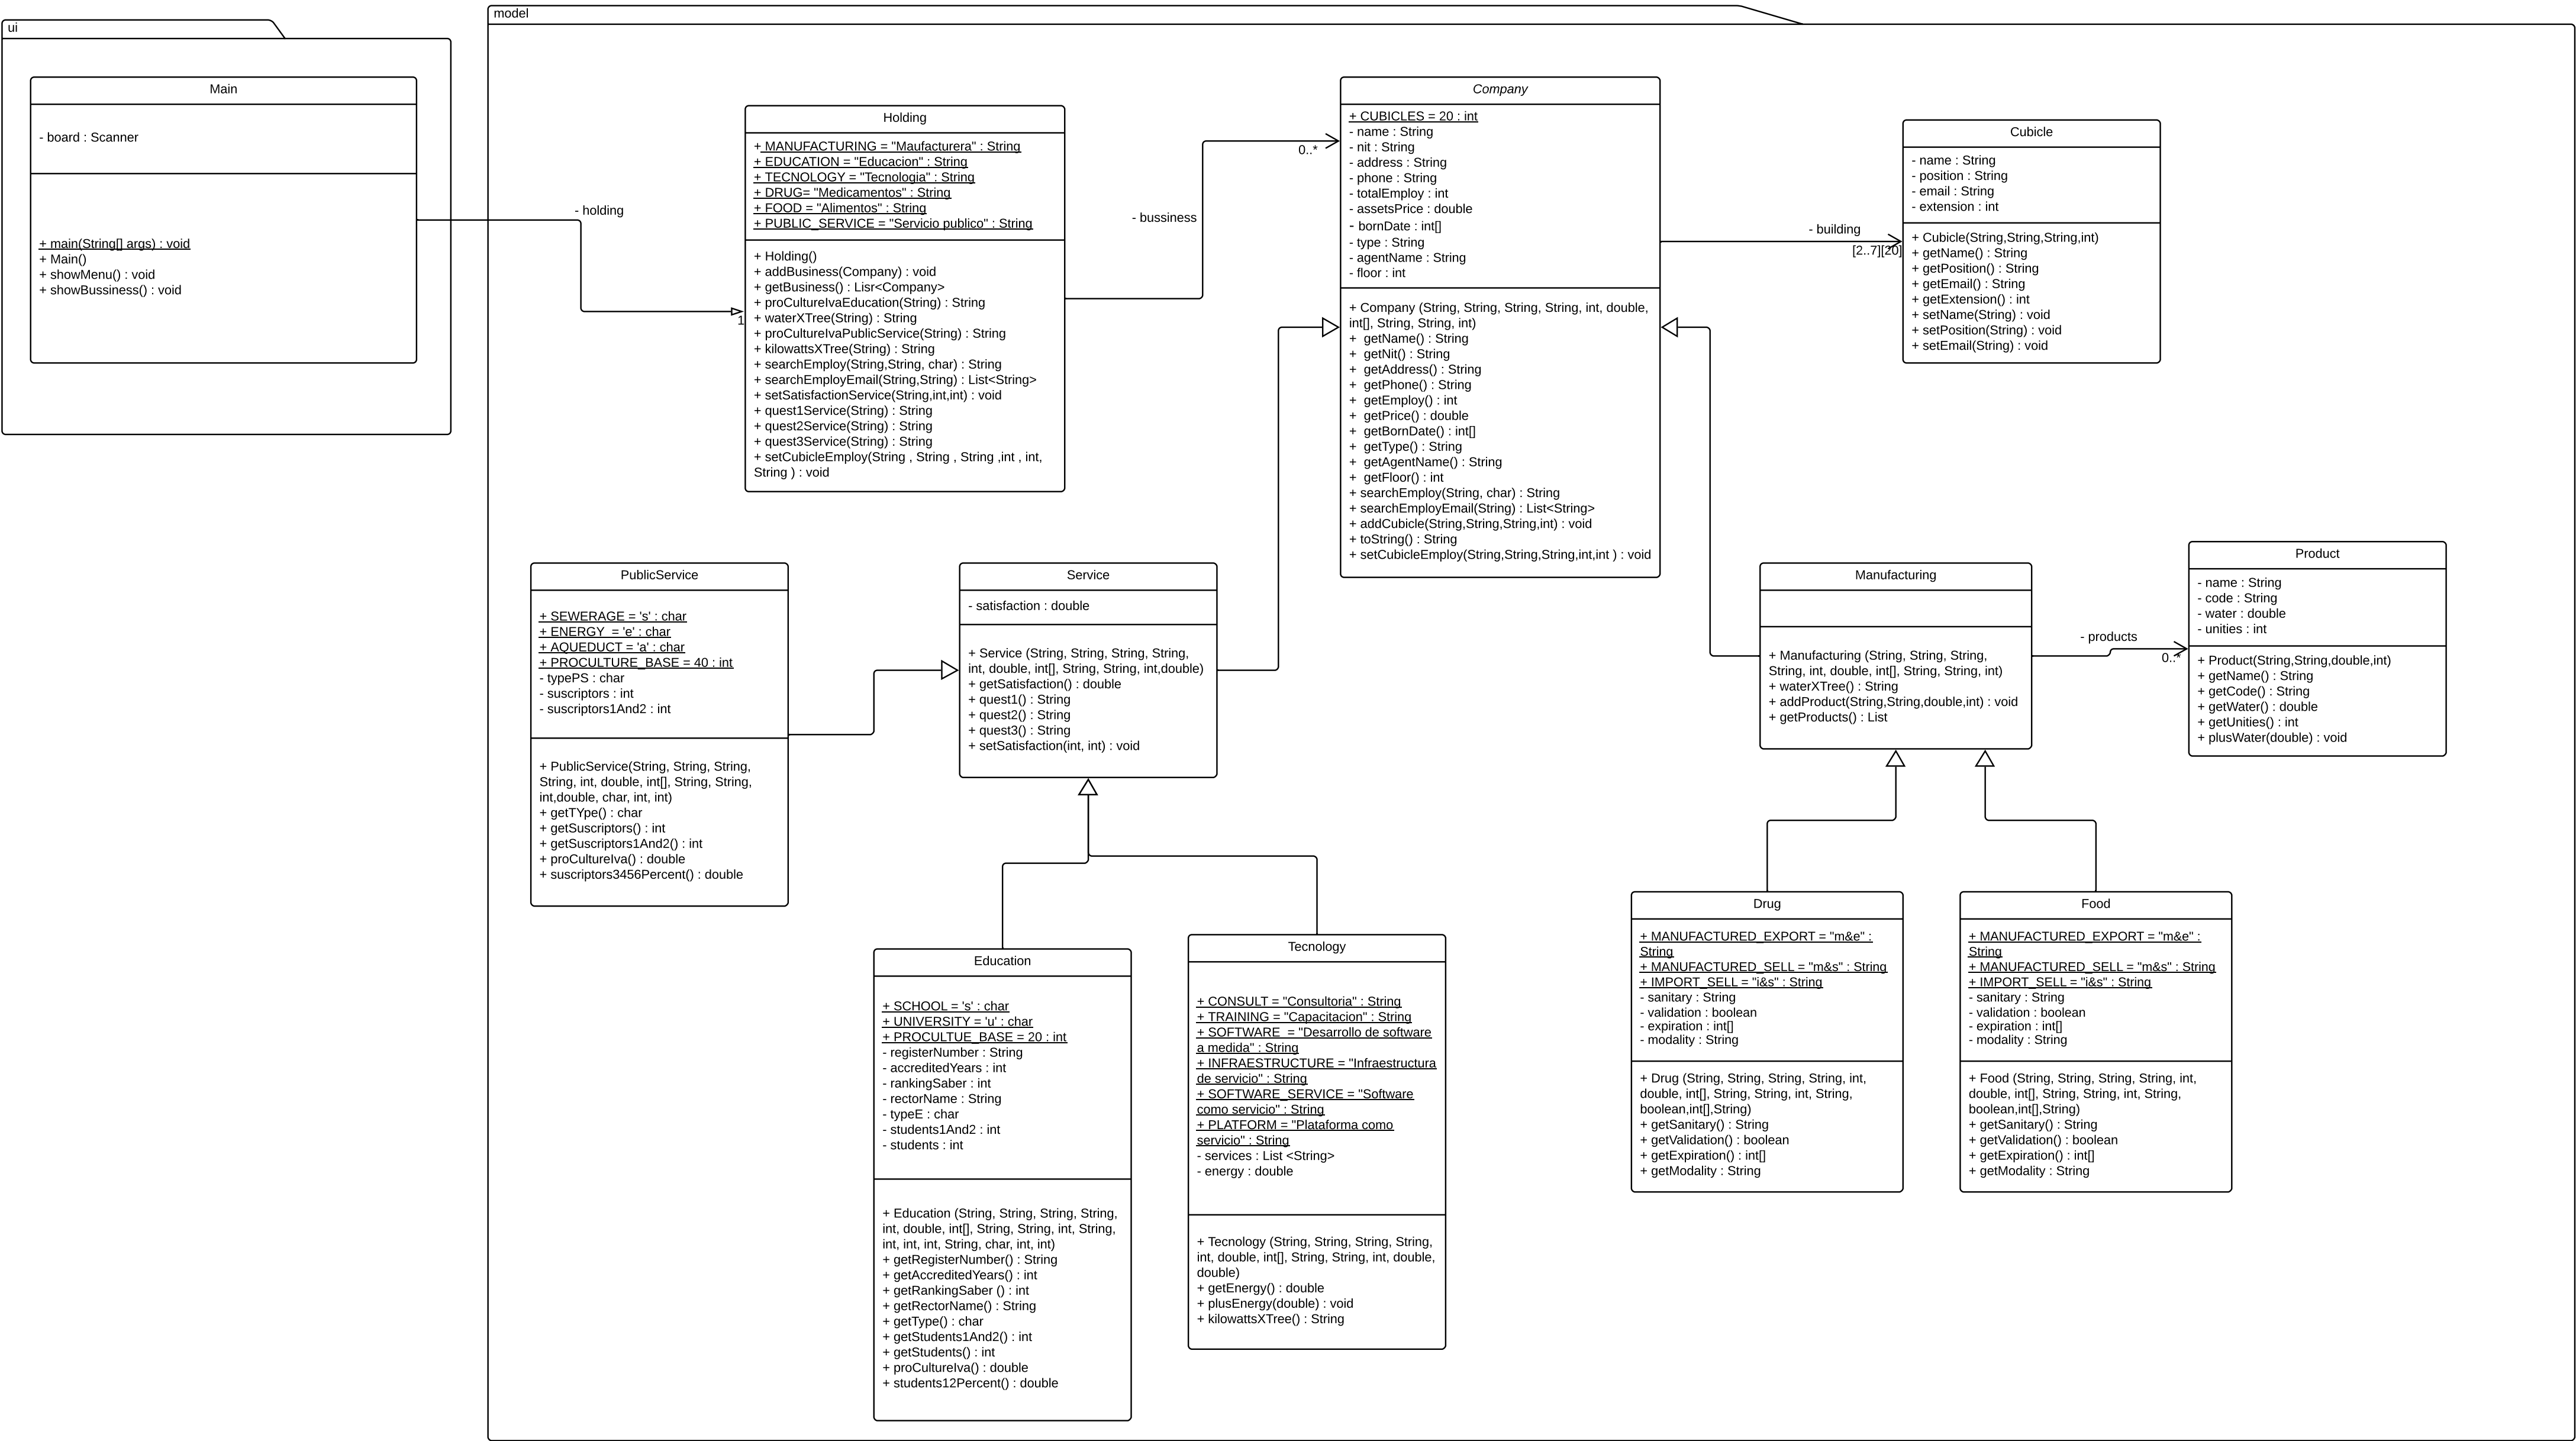 ui
Main
- board : Scanner
+ main(String[] args) : void
+ Main()
+ showMenu() : void
+ showBussiness() : void
- holding
1
model
Holding
+ MANUFACTURING = "Maufacturera" : String
+ EDUCATION = "Educacion" : String
+ TECNOLOGY = "Tecnologia" : String
+ DRUG= "Medicamentos" : String
+ FOOD = "Alimentos" : String
+ PUBLIC_SERVICE = "Servicio publico" : String
+ Holding()
+ addBusiness(Company) : void
+ getBusiness() : Lisr<Company>
+ proCultureIvaEducation(String) : String
+ waterXTree(String) : String
+ proCultureIvaPublicService(String) : String
+ kilowattsXTree(String) : String
+ searchEmploy(String,String, char) : String
+ searchEmployEmail(String,String) : List<String>
+ setSatisfactionService(String,int,int) : void
+ quest1Service(String) : String
+ quest2Service(String) : String
+ quest3Service(String) : String
+ setCubicleEmploy(String , String , String ,int , int,
String ) : void
- bussiness
0..*
Company
+ CUBICLES = 20 : int
- name : String
- nit : String
- address : String
- phone : String
- totalEmploy : int
- assetsPrice : double
- bornDate : int[]
- type : String
- agentName : String
- floor : int
+ Company (String, String, String, String, int, double,
int[], String, String, int)
+  getName() : String
+  getNit() : String
+  getAddress() : String
+  getPhone() : String
+  getEmploy() : int
+  getPrice() : double
+  getBornDate() : int[]
+  getType() : String
+  getAgentName() : String
+  getFloor() : int
+ searchEmploy(String, char) : String
+ searchEmployEmail(String) : List<String>
+ addCubicle(String,String,String,int) : void
+ toString() : String
+ setCubicleEmploy(String,String,String,int,int ) : void
- building
[2..7][20]
Cubicle
- name : String
- position : String
- email : String
- extension : int
+ Cubicle(String,String,String,int)
+ getName() : String
+ getPosition() : String
+ getEmail() : String
+ getExtension() : int
+ setName(String) : void
+ setPosition(String) : void
+ setEmail(String) : void
PublicService
+ SEWERAGE = 's' : char
+ ENERGY  = 'e' : char
+ AQUEDUCT = 'a' : char
+ PROCULTURE_BASE = 40 : int
- typePS : char
- suscriptors : int
- suscriptors1And2 : int
+ PublicService(String, String, String,
String, int, double, int[], String, String,
int,double, char, int, int)
+ getTYpe() : char
+ getSuscriptors() : int
+ getSuscriptors1And2() : int
+ proCultureIva() : double
+ suscriptors3456Percent() : double
Service
- satisfaction : double
+ Service (String, String, String, String,
int, double, int[], String, String, int,double)
+ getSatisfaction() : double
+ quest1() : String
+ quest2() : String
+ quest3() : String
+ setSatisfaction(int, int) : void
Manufacturing
+ Manufacturing (String, String, String,
String, int, double, int[], String, String, int)
+ waterXTree() : String
+ addProduct(String,String,double,int) : void
+ getProducts() : List
- products
0..*
Product
- name : String
- code : String
- water : double
- unities : int
+ Product(String,String,double,int)
+ getName() : String
+ getCode() : String
+ getWater() : double
+ getUnities() : int
+ plusWater(double) : void
Education
+ SCHOOL = 's' : char
+ UNIVERSITY = 'u' : char
+ PROCULTUE_BASE = 20 : int
- registerNumber : String
- accreditedYears : int
- rankingSaber : int
- rectorName : String
- typeE : char
- students1And2 : int
- students : int
+ Education (String, String, String, String,
int, double, int[], String, String, int, String,
int, int, int, String, char, int, int)
+ getRegisterNumber() : String
+ getAccreditedYears() : int
+ getRankingSaber () : int
+ getRectorName() : String
+ getType() : char
+ getStudents1And2() : int
+ getStudents() : int
+ proCultureIva() : double
+ students12Percent() : double
Tecnology
+ CONSULT = "Consultoria" : String
+ TRAINING = "Capacitacion" : String
+ SOFTWARE  = "Desarrollo de software
a medida" : String
+ INFRAESTRUCTURE = "Infraestructura
de servicio" : String
+ SOFTWARE_SERVICE = "Software
como servicio" : String
+ PLATFORM = "Plataforma como
servicio" : String
- services : List <String>
- energy : double
+ Tecnology (String, String, String, String,
int, double, int[], String, String, int, double,
double)
+ getEnergy() : double
+ plusEnergy(double) : void
+ kilowattsXTree() : String
Drug
+ MANUFACTURED_EXPORT = "m&e" :
String
+ MANUFACTURED_SELL = "m&s" : String
+ IMPORT_SELL = "i&s" : String
- sanitary : String
- validation : boolean
- expiration : int[]
- modality : String
+ Drug (String, String, String, String, int,
double, int[], String, String, int, String,
boolean,int[],String)
+ getSanitary() : String
+ getValidation() : boolean
+ getExpiration() : int[]
+ getModality : String
Food
+ MANUFACTURED_EXPORT = "m&e" :
String
+ MANUFACTURED_SELL = "m&s" : String
+ IMPORT_SELL = "i&s" : String
- sanitary : String
- validation : boolean
- expiration : int[]
- modality : String
+ Food (String, String, String, String, int,
double, int[], String, String, int, String,
boolean,int[],String)
+ getSanitary() : String
+ getValidation() : boolean
+ getExpiration() : int[]
+ getModality : String